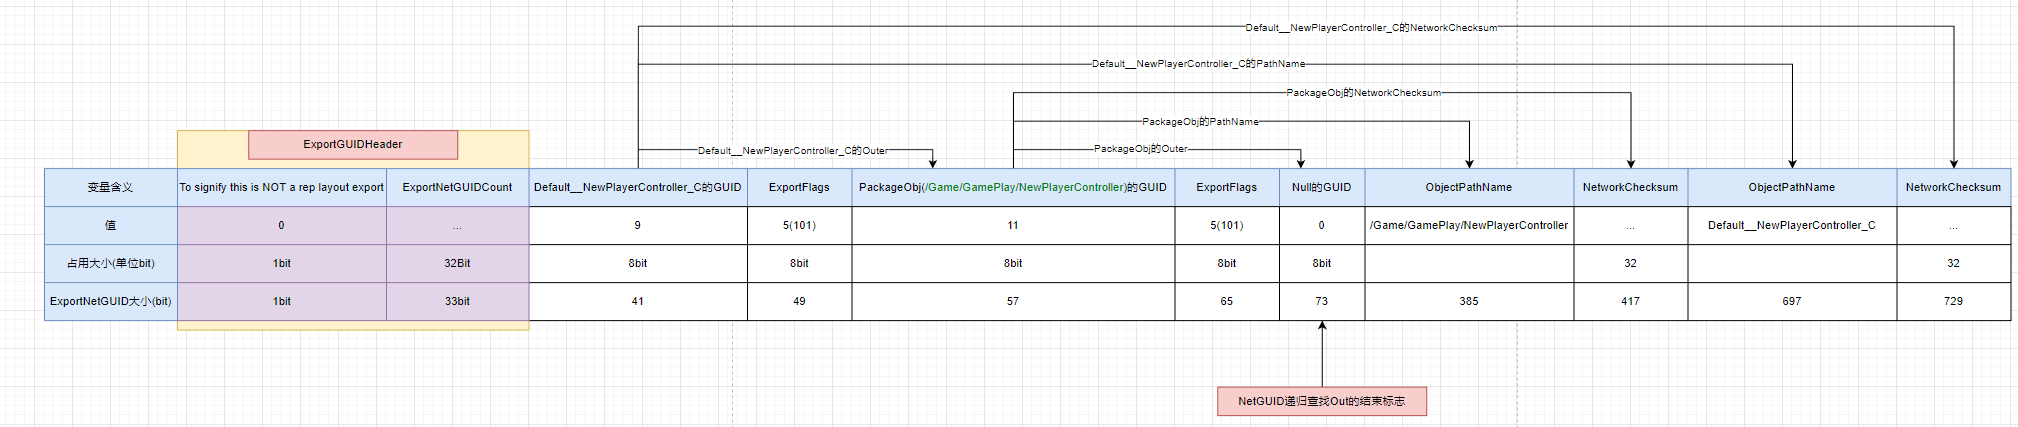 Default__NewPlayerController_C的NetworkChecksum
Default__NewPlayerController_C的PathName
PackageObj的NetworkChecksum
PackageObj的PathName
ExportGUIDHeader
Default__NewPlayerController_C的Outer
PackageObj的Outer
变量含义
To signify this is NOT a rep layout export
ExportNetGUIDCount
Default__NewPlayerController_C的GUID
ExportFlags
PackageObj(/Game/GamePlay/NewPlayerController)的GUID
ExportFlags
Null的GUID
ObjectPathName
NetworkChecksum
ObjectPathName
NetworkChecksum
值
0
...
9
5(101)
11
5(101)
0
/Game/GamePlay/NewPlayerController
...
Default__NewPlayerController_C
...
占用大小(单位bit)
1bit
32Bit
8bit
8bit
8bit
8bit
8bit
32
32
ExportNetGUID大小(bit)
1bit
33bit
41
49
57
65
73
385
417
697
729
NetGUID递归查找Out的结束标志